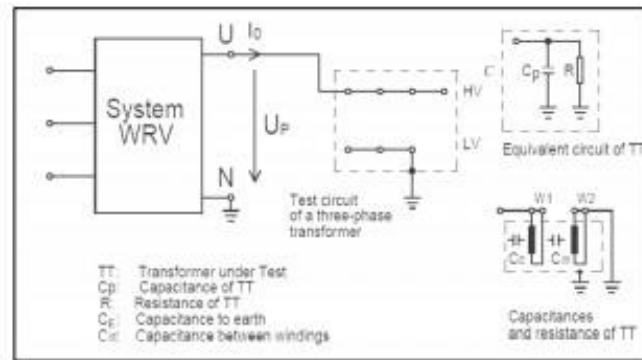 U I₀
System
WRV
Uₚ
N
HV
LV
Test circuit
of a three-phase
transformer
Cₚ R
Equivalent circuit of TT
W1 W2
Capacitances
and resistance of TT
TT: Transformer under Test
Cp: Capacitance of TT
R: Resistance of TT
Capacitance to earth
Capacitance between windings